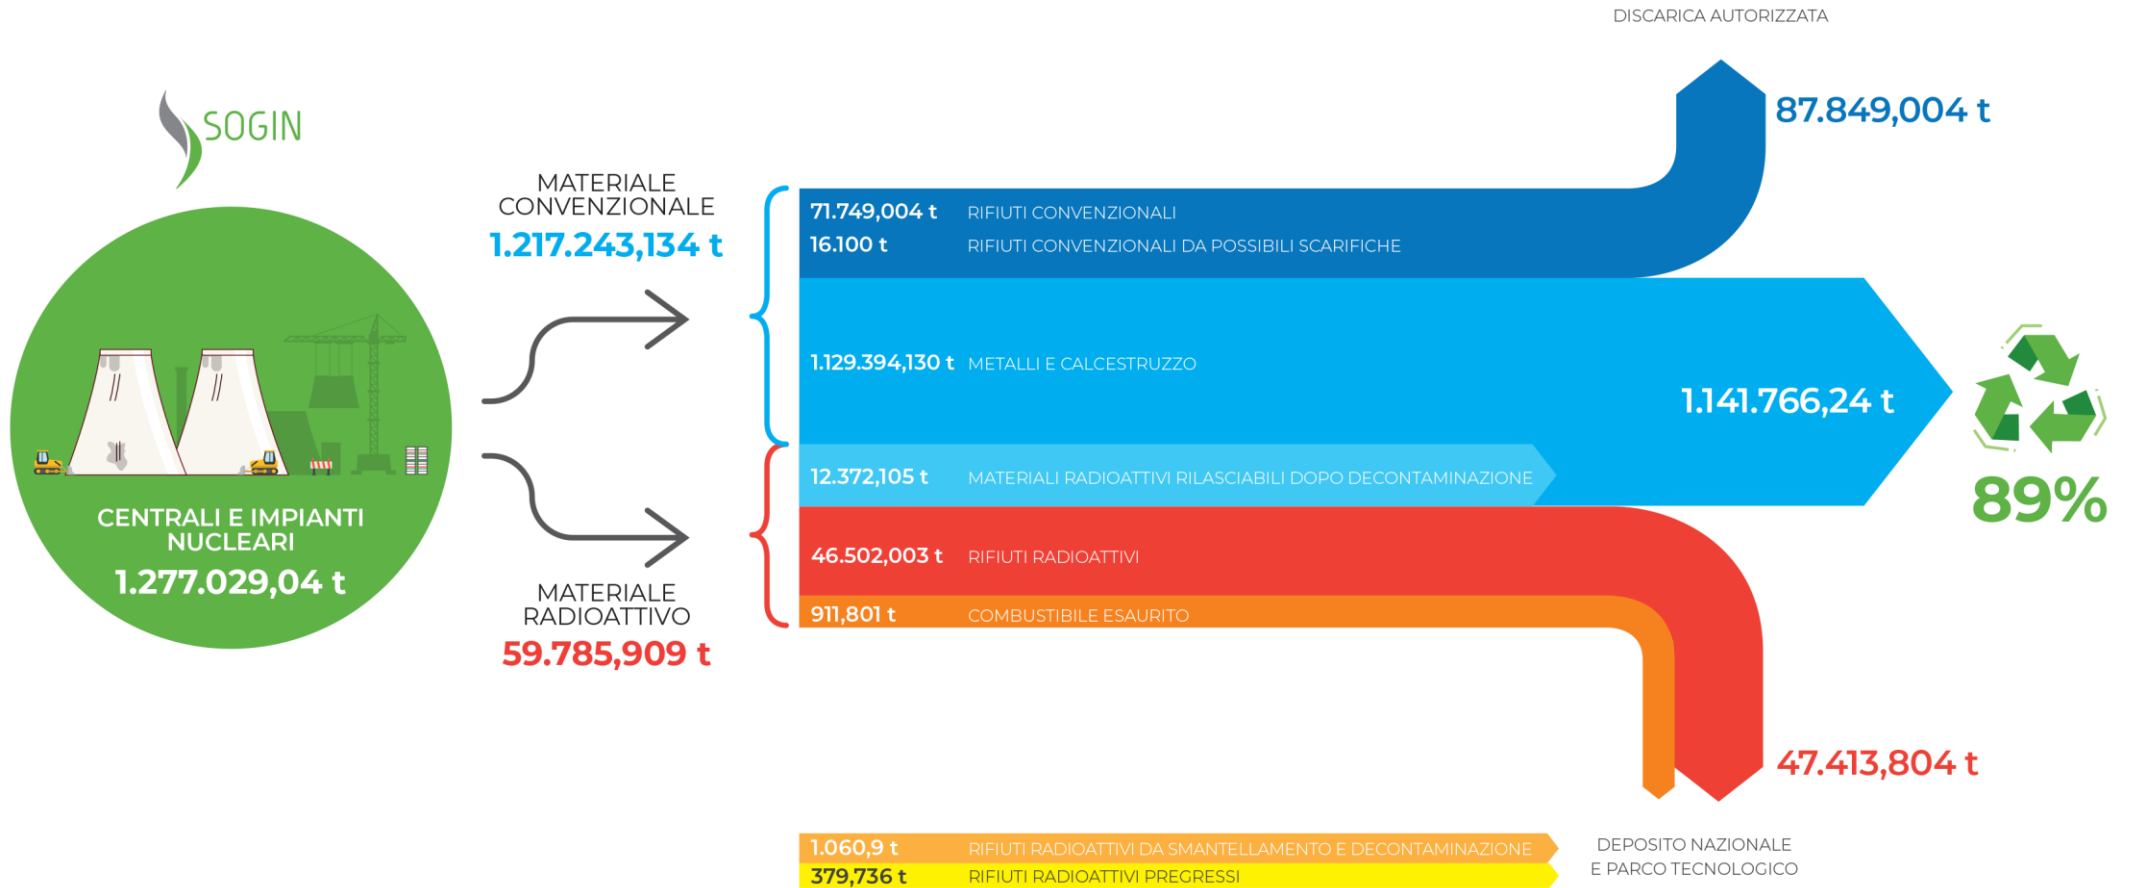 DISCARICA AUTORIZZATA
87.849,004 t
SOGIN
MATERIALE
CONVENZIONALE
1.217.243,134 t
71.749,004 t RIFIUTI CONVENZIONALI
16.100 t RIFIUTI CONVENZIONALI DA POSSIBILI SCARIFICHE
1.129.394,130 t METALLI E CALCESTRUZZO
1.141.766,24 t
12.372,105 t MATERIALI RADIOATTIVI RILASCIABILI DOPO DECONTAMINAZIONE
89%
CENTRALI E IMPIANTI
NUCLEARI
1.277.029,04 t
46.502,003 t RIFIUTI RADIOATTIVI
MATERIALE
RADIOATTIVO
59.785,909 t
911,801 t COMBUSTIBILE ESAURITO
47.413,804 t
1.060,9 t RIFIUTI RADIOATTIVI DA SMANTELLAMENTO E DECONTAMINAZIONE
379,736 t RIFIUTI RADIOATTIVI PREGRESSI
DEPOSITO NAZIONALE
E PARCO TECNOLOGICO